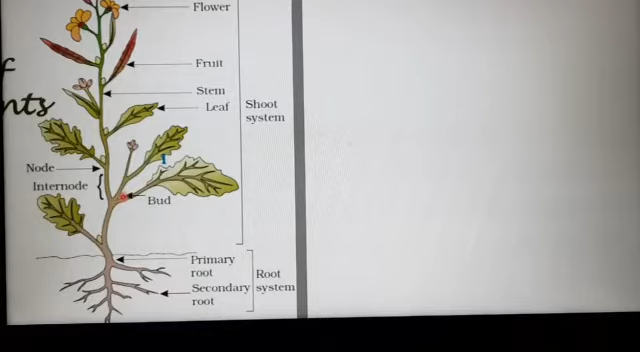 Flower
Fruit
Stem
Leaf
Shoot
system
Node
Internode
Bud
Primary
root
Secondary
root
Root
system